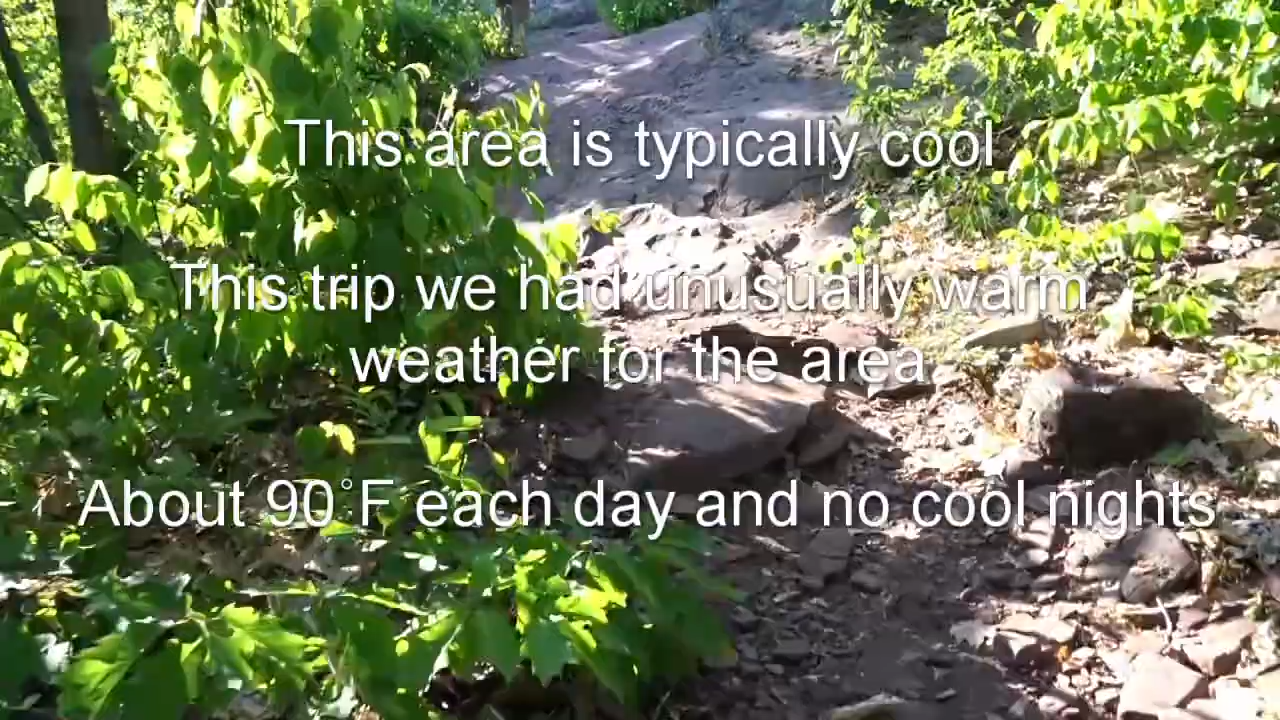 This area is typically cool
This trip we had unusually warm
weather for the area
About 90°F each day and no cool nights